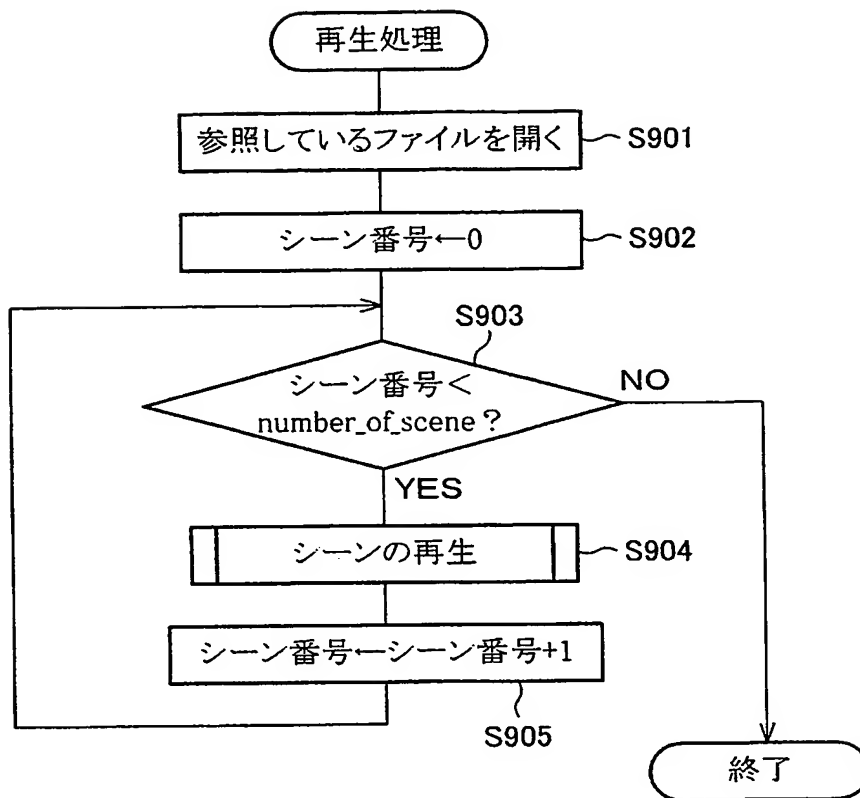 再生処理
参照しているファイルを開く
S901
シーン番号←0
S902
S903
シーン番号<
number_of_scene?
NO
YES
シーンの再生
S904
シーン番号←シーン番号+1
S905
終了